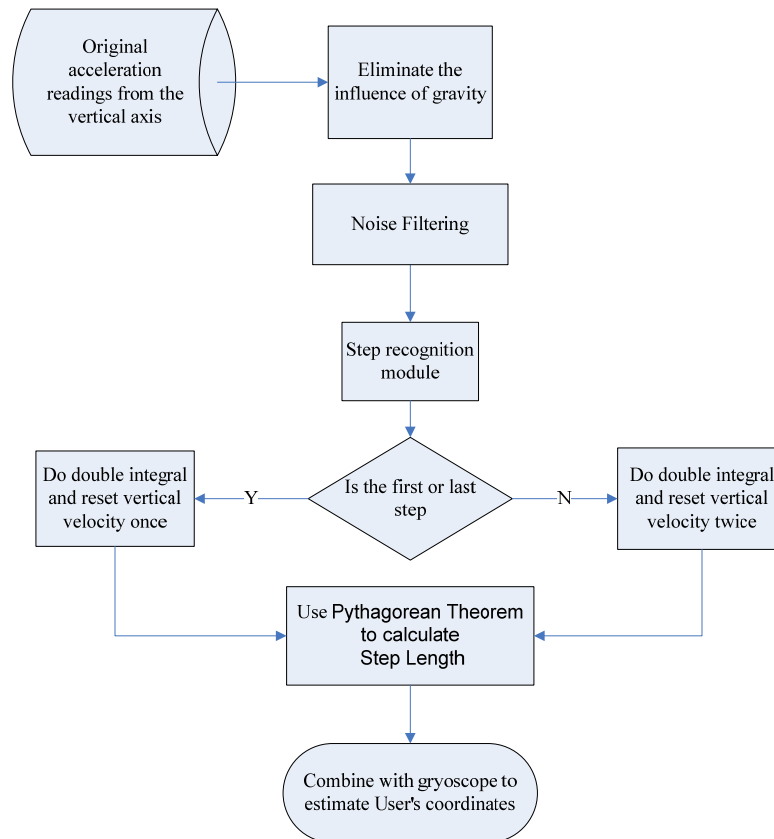 Original
acceleration
readings from the
vertical axis
Eliminate the
influence of gravity
Noise Filtering
Step recognition
module
Is the first or last
step
Y
N
Do double integral
and reset vertical
velocity once
Do double integral
and reset vertical
velocity twice
Use Pythagorean Theorem
to calculate
Step Length
Combine with gryoscope to
estimate User's coordinates